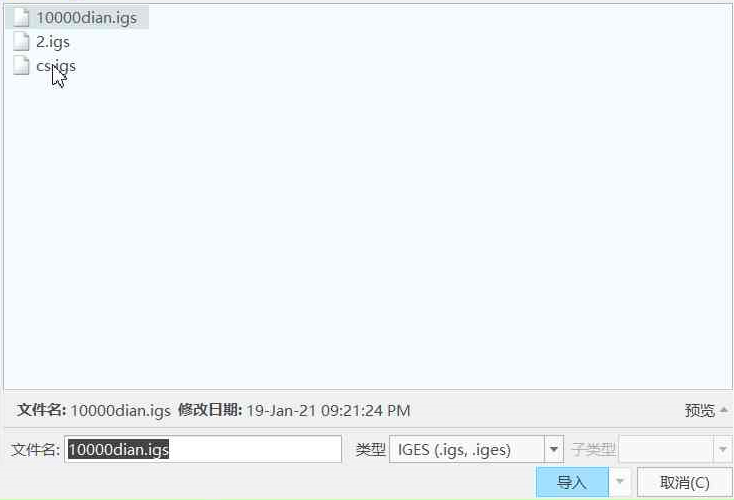 10000dian.igs
2.igs
cs.igs
文件名: 10000dian.igs 修改日期: 19-Jan-21 09:21:24 PM 预览
文件名: 10000dian.igs 类型 IGES (.igs, .iges) 子类型
导入 取消(C)